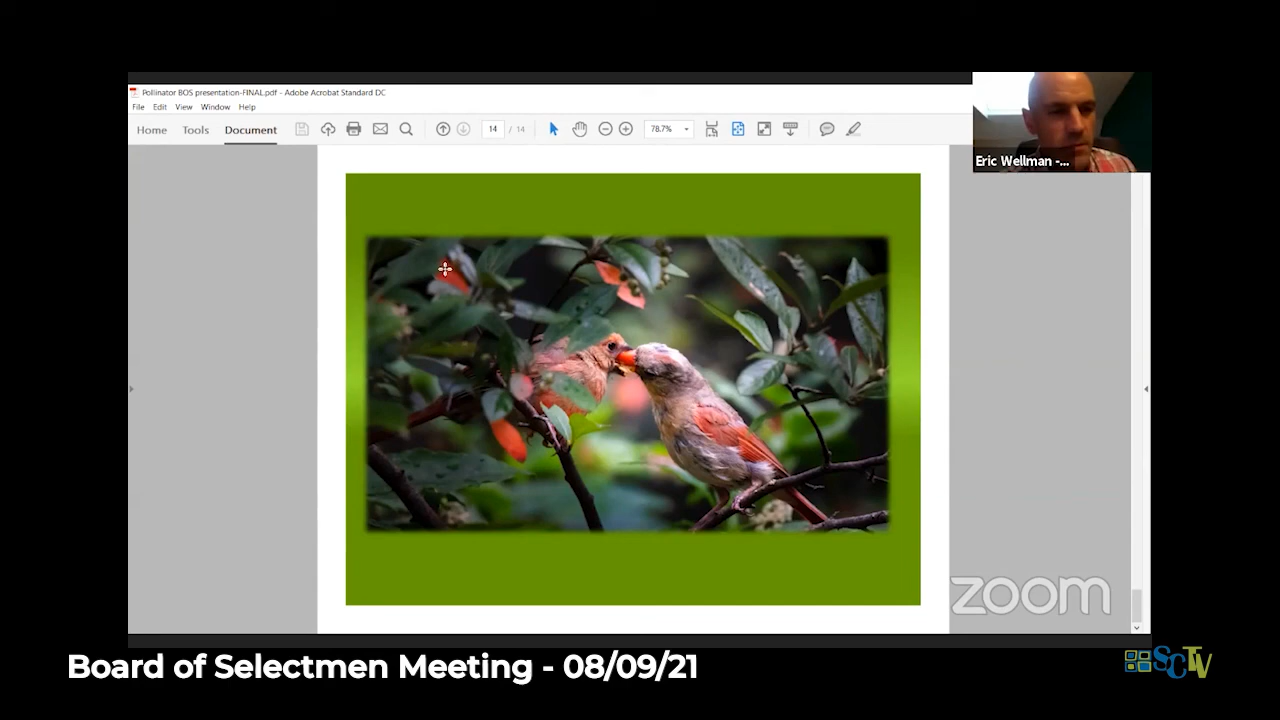 Pollinator BOS presentation-FINAL.pdf - Adobe Acrobat Standard DC
File Edit View Window Help
Home Tools Document 14 / 14 78.7%
Eric Wellman -...
zoom
Board of Selectmen Meeting - 08/09/21
SCTV